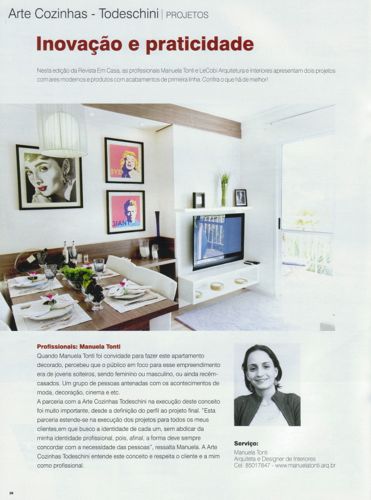 Arte Cozinhas - Todeschini | PROJETOS
Inovação e praticidade
Nesta edição da Revista Em Casa, as profissionais Manuela Tonti e LeCobi Arquitetura e Interiores apresentam dois projetos
com ares modernos e produtos com acabamentos de primeira linha. Confira o que há de melhor!
Profissionais: Manuela Tonti
Quando Manuela Tonti foi convidada para fazer este apartamento
decorado, percebeu que o público em foco para esse empreendimento
era de jovens solteiros, sendo feminino ou masculino, ou ainda recém-
casados. Um grupo de pessoas antenadas com os acontecimentos de
moda, decoração, cinema e etc.
A parceria com a Arte Cozinhas Todeschini na execução deste conceito
foi muito importante, desde a definição do perfil ao projeto final. "Esta
parceria estende-se na execução dos projetos para todos os meus
clientes,em que busco a identidade de cada um, sem abdicar da
minha identidade profissional, pois, afinal, a forma deve sempre
concordar com a necessidade das pessoas", ressalta Manuela. A Arte
Cozinhas Todeschini entende este conceito e respeita o cliente e a mim
como profissional.
Serviço:
Manuela Tonti
Arquiteta e Designer de Interiores
Cel: 85017847 - www.manuelatonti.arq.br